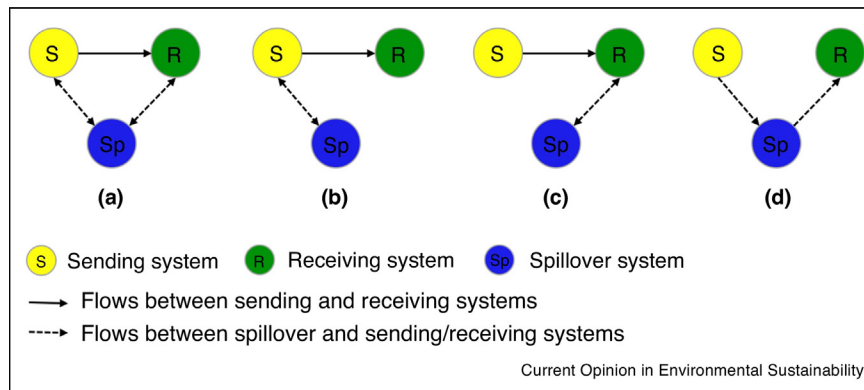 S R S R S R S R
Sp Sp Sp Sp
(a) (b) (c) (d)
S Sending system R Receiving system Sp Spillover system
Flows between sending and receiving systems
Flows between spillover and sending/receiving systems
Current Opinion in Environmental Sustainability